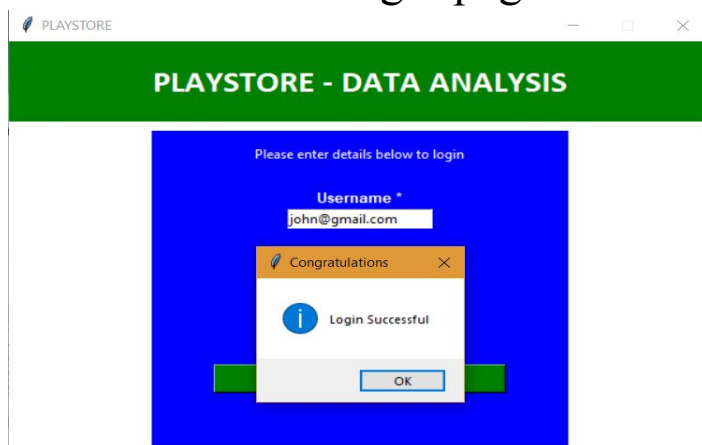 PLAYSTORE
PLAYSTORE - DATA ANALYSIS
Please enter details below to login
Username *
john@gmail.com
Congratulations
Login Successful
OK